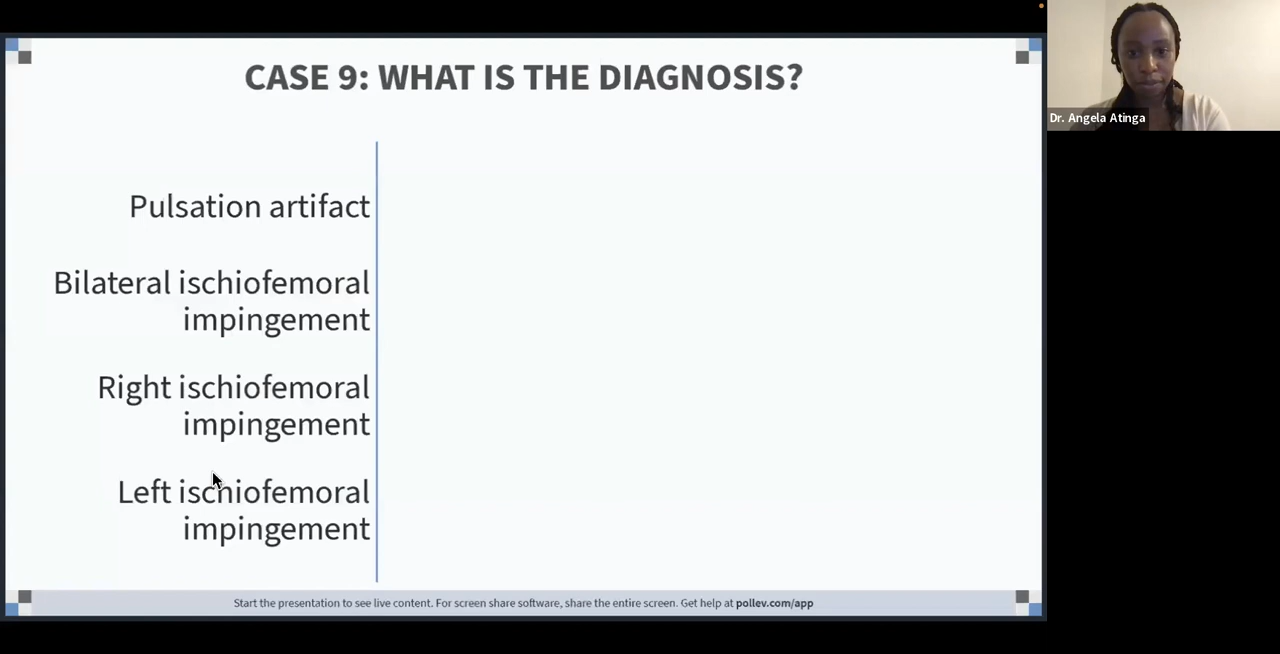 CASE 9: WHAT IS THE DIAGNOSIS?
Dr. Angela Atinga
Pulsation artifact
Bilateral ischiofemoral
impingement
Right ischiofemoral
impingement
Left ischiofemoral
impingement
Start the presentation to see live content. For screen share software, share the entire screen. Get help at pollev.com/app